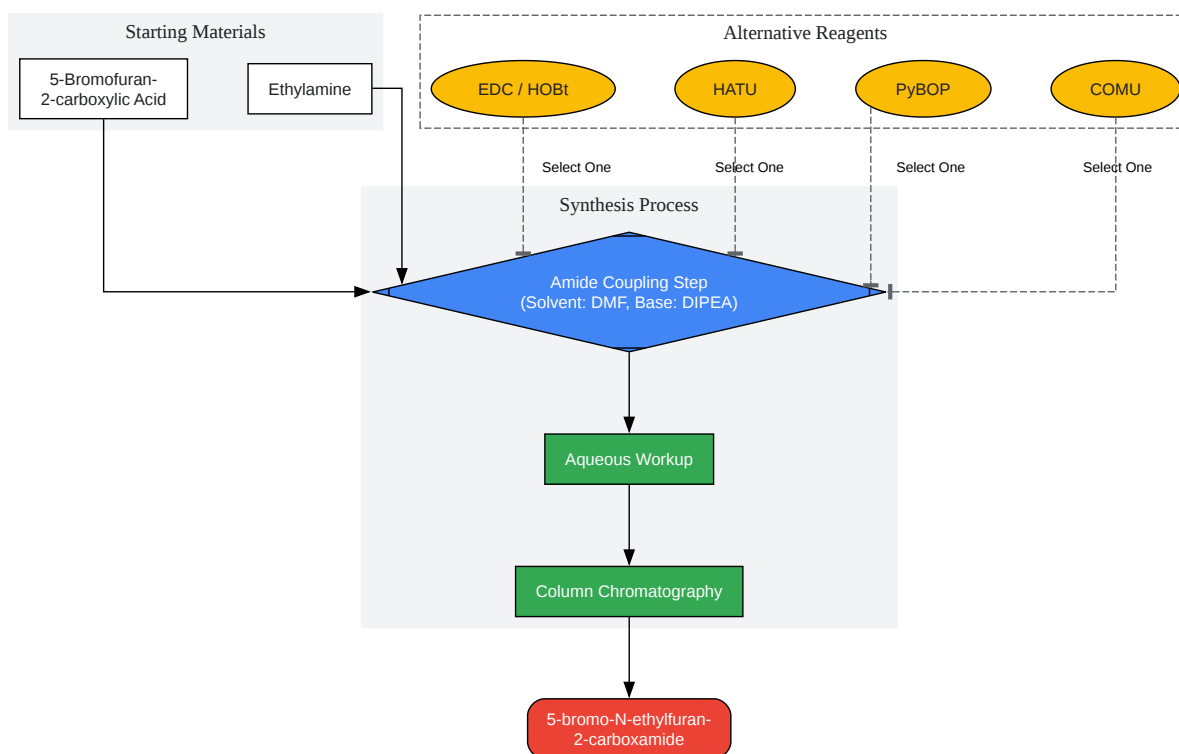 Starting Materials
5-Bromofuran-
2-carboxylic Acid
Ethylamine
Alternative Reagents
EDC / HOBt
HATU
PyBOP
COMU
Select One
Select One
Select One
Select One
Synthesis Process
Amide Coupling Step
(Solvent: DMF, Base: DIPEA)
Aqueous Workup
Column Chromatography
5-bromo-N-ethylfuran-
2-carboxamide